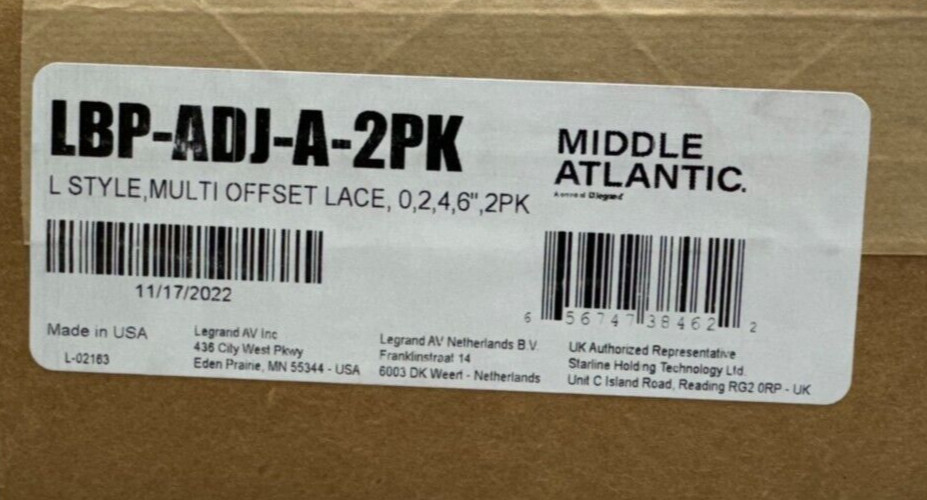 LBP-ADJ-A-2PK
L STYLE,MULTI OFFSET LACE, 0,2,4,6",2PK
MIDDLE
ATLANTIC.
A brand of legrand
11/17/2022
6 56747 38462 2
Made in USA
L-02163
Legrand AV Inc
436 City West Pkwy
Eden Prairie, MN 55344 - USA
Legrand AV Netherlands B.V.
Franklinstraat 14
6003 DK Weert - Netherlands
UK Authorized Representative
Starline Holding Technology Ltd.
Unit C Island Road, Reading RG2 0RP - UK